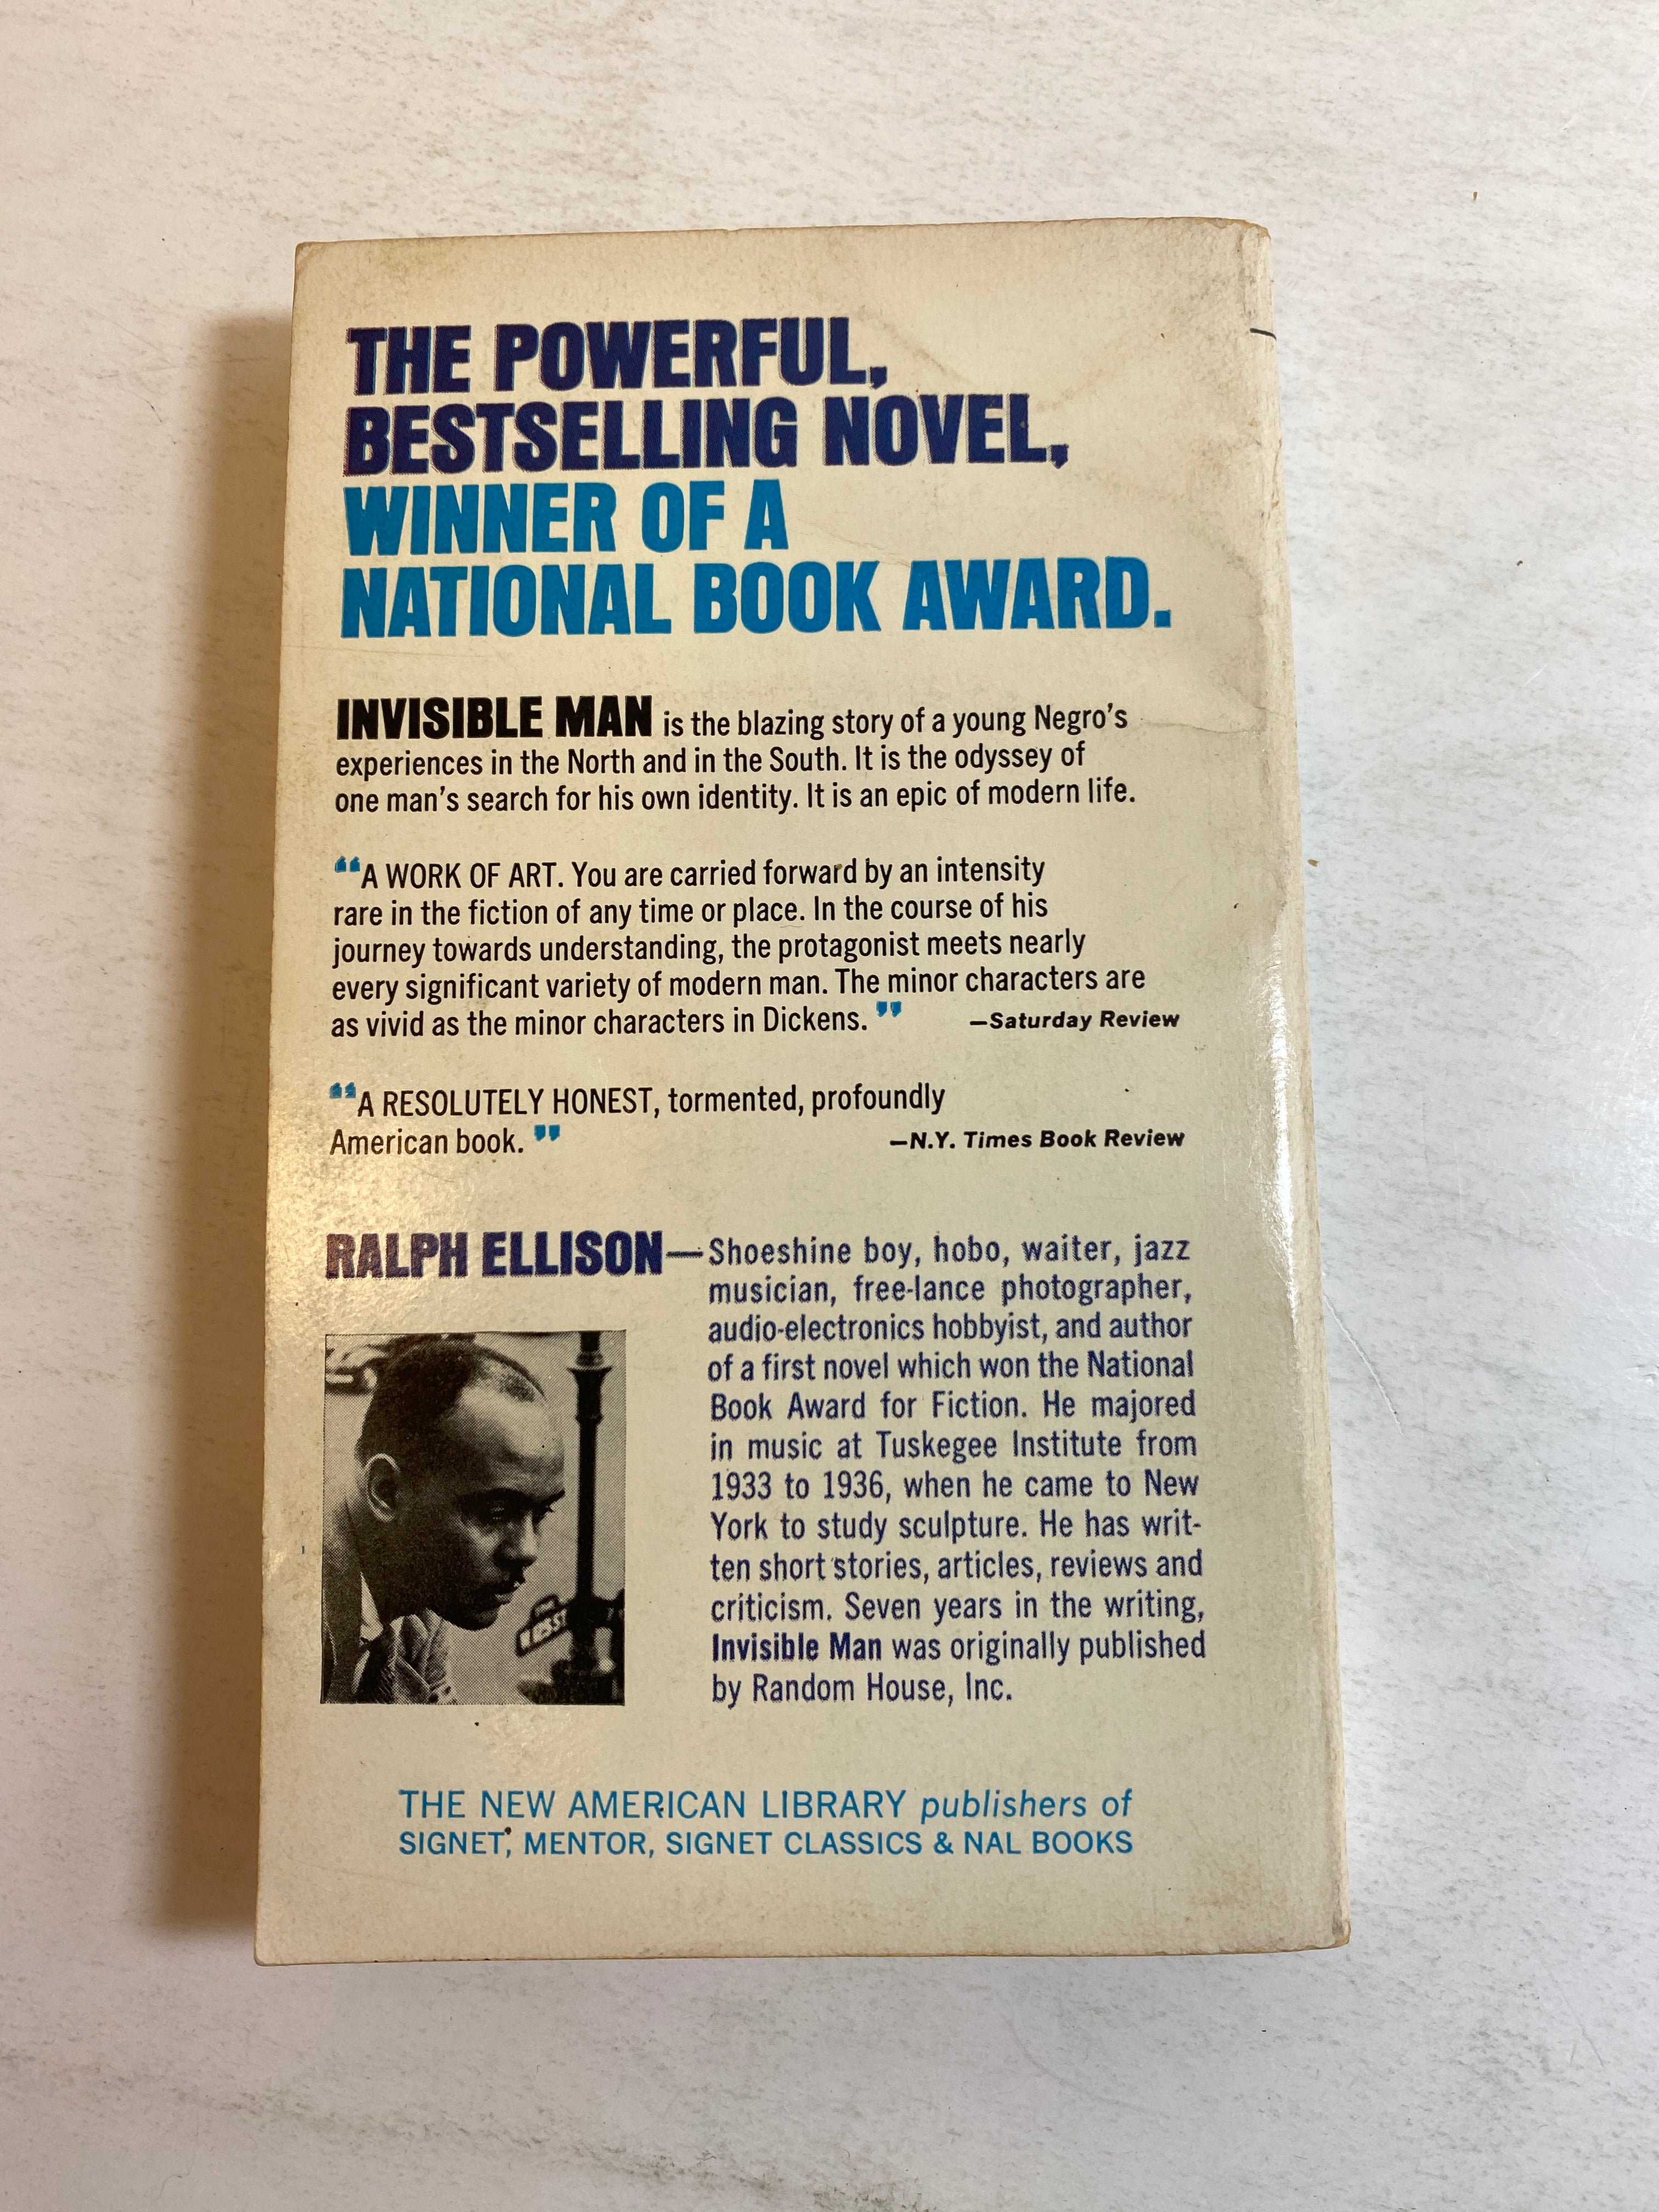 THE POWERFUL,
BESTSELLING NOVEL,
WINNER OF A
NATIONAL BOOK AWARD.
INVISIBLE MAN is the blazing story of a young Negro's
experiences in the North and in the South. It is the odyssey of
one man's search for his own identity. It is an epic of modern life.
“A WORK OF ART. You are carried forward by an intensity
rare in the fiction of any time or place. In the course of his
journey towards understanding, the protagonist meets nearly
every significant variety of modern man. The minor characters are
as vivid as the minor characters in Dickens.” —Saturday Review
“A RESOLUTELY HONEST, tormented, profoundly
American book.” —N.Y. Times Book Review
RALPH ELLISON—Shoeshine boy, hobo, waiter, jazz
musician, free-lance photographer,
audio-electronics hobbyist, and author
of a first novel which won the National
Book Award for Fiction. He majored
in music at Tuskegee Institute from
1933 to 1936, when he came to New
York to study sculpture. He has writ-
ten short stories, articles, reviews and
criticism. Seven years in the writing,
Invisible Man was originally published
by Random House, Inc.
THE NEW AMERICAN LIBRARY publishers of
SIGNET, MENTOR, SIGNET CLASSICS & NAL BOOKS